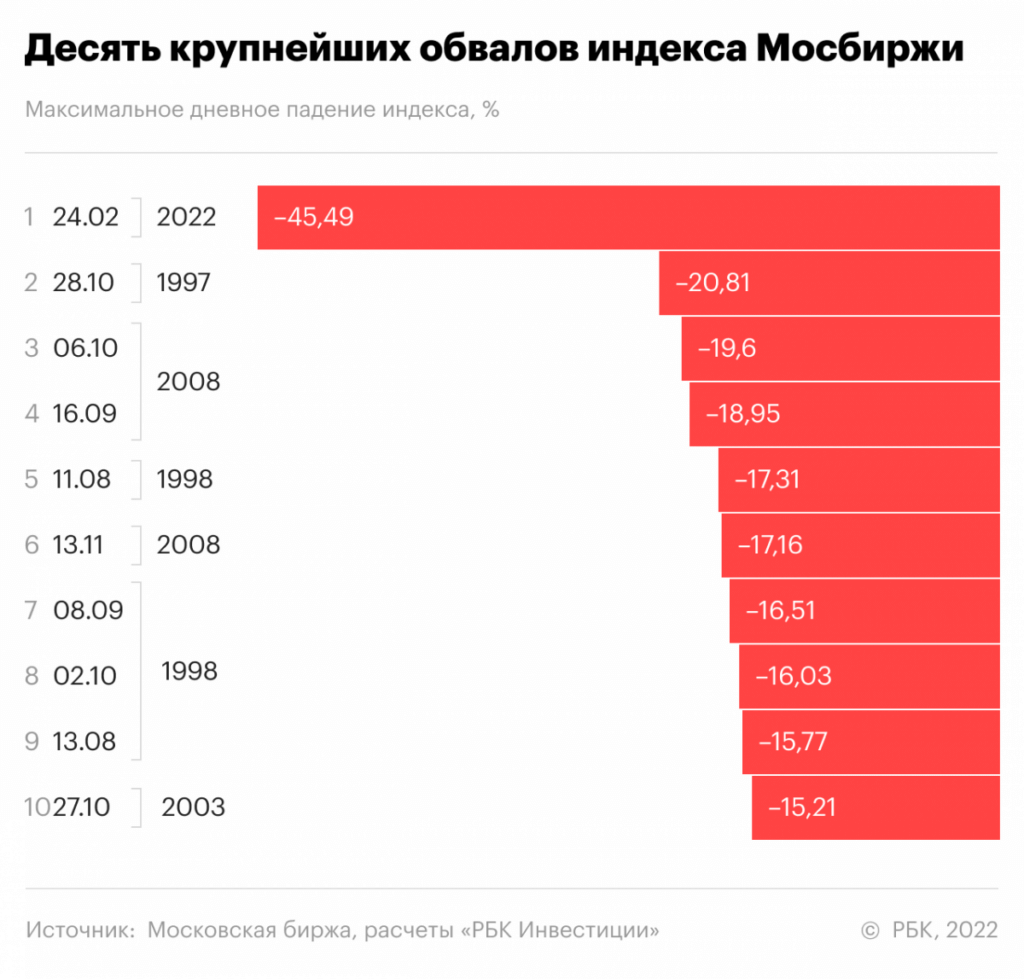 Десять крупнейших обвалов индекса Мосбиржи
Максимальное дневное падение индекса, %
1 24.02 2022 –45,49
2 28.10 1997 –20,81
3 06.10 –19,6
2008
4 16.09 –18,95
5 11.08 1998 –17,31
6 13.11 2008 –17,16
7 08.09 –16,51
8 02.10 1998 –16,03
9 13.08 –15,77
10 27.10 2003 –15,21
Источник: Московская биржа, расчеты «РБК Инвестиции» © РБК, 2022